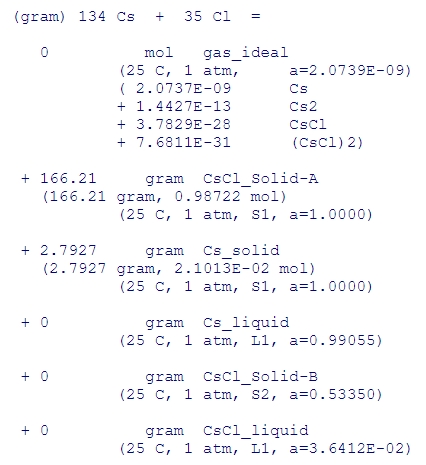 (gram) 134 Cs + 35 Cl =
0 mol gas_ideal
(25 C, 1 atm, a=2.0739E-09)
( 2.0737E-09 Cs
+ 1.4427E-13 Cs2
+ 3.7829E-28 CsCl
+ 7.6811E-31 (CsCl)2)
+ 166.21 gram CsCl_Solid-A
(166.21 gram, 0.98722 mol)
(25 C, 1 atm, S1, a=1.0000)
+ 2.7927 gram Cs_solid
(2.7927 gram, 2.1013E-02 mol)
(25 C, 1 atm, S1, a=1.0000)
+ 0 gram Cs_liquid
(25 C, 1 atm, L1, a=0.99055)
+ 0 gram CsCl_Solid-B
(25 C, 1 atm, S2, a=0.53350)
+ 0 gram CsCl_liquid
(25 C, 1 atm, L1, a=3.6412E-02)